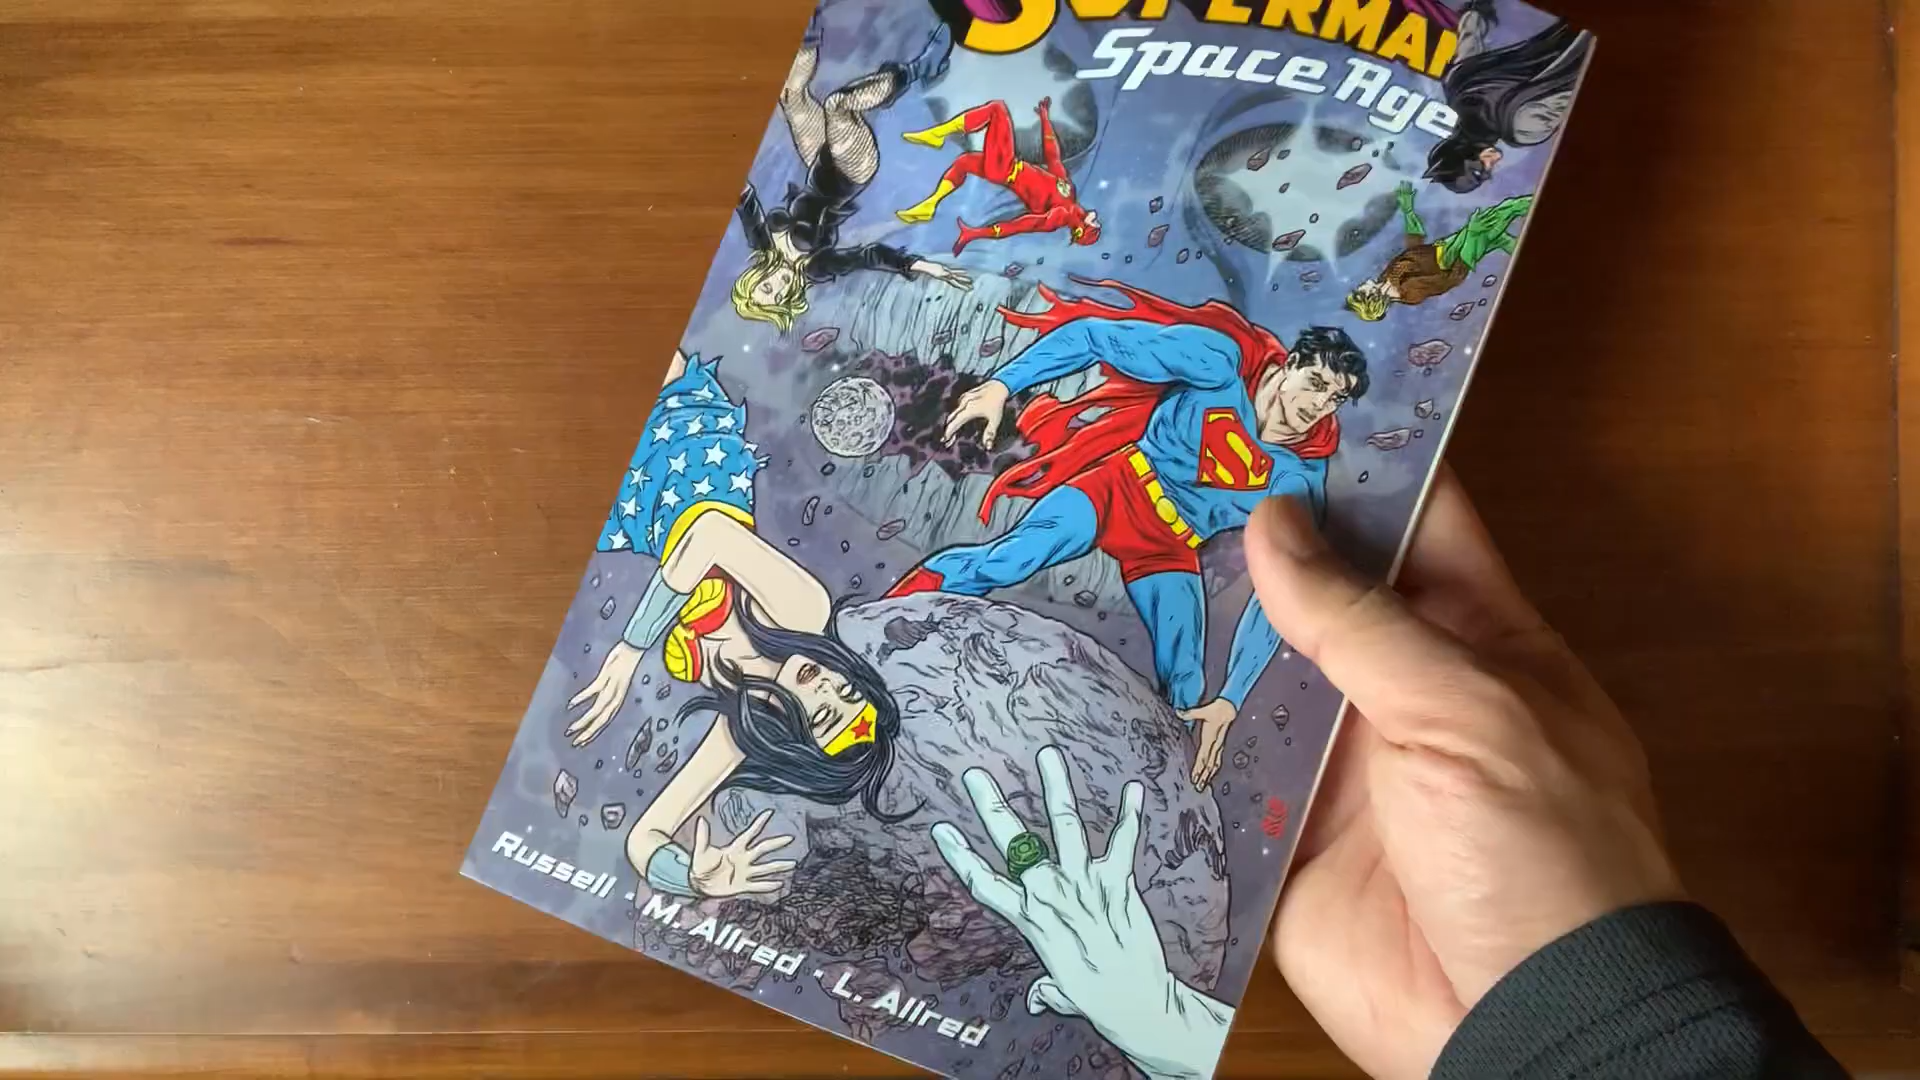 SUPERMAN
Space Age
Russell · M. Allred · L. Allred